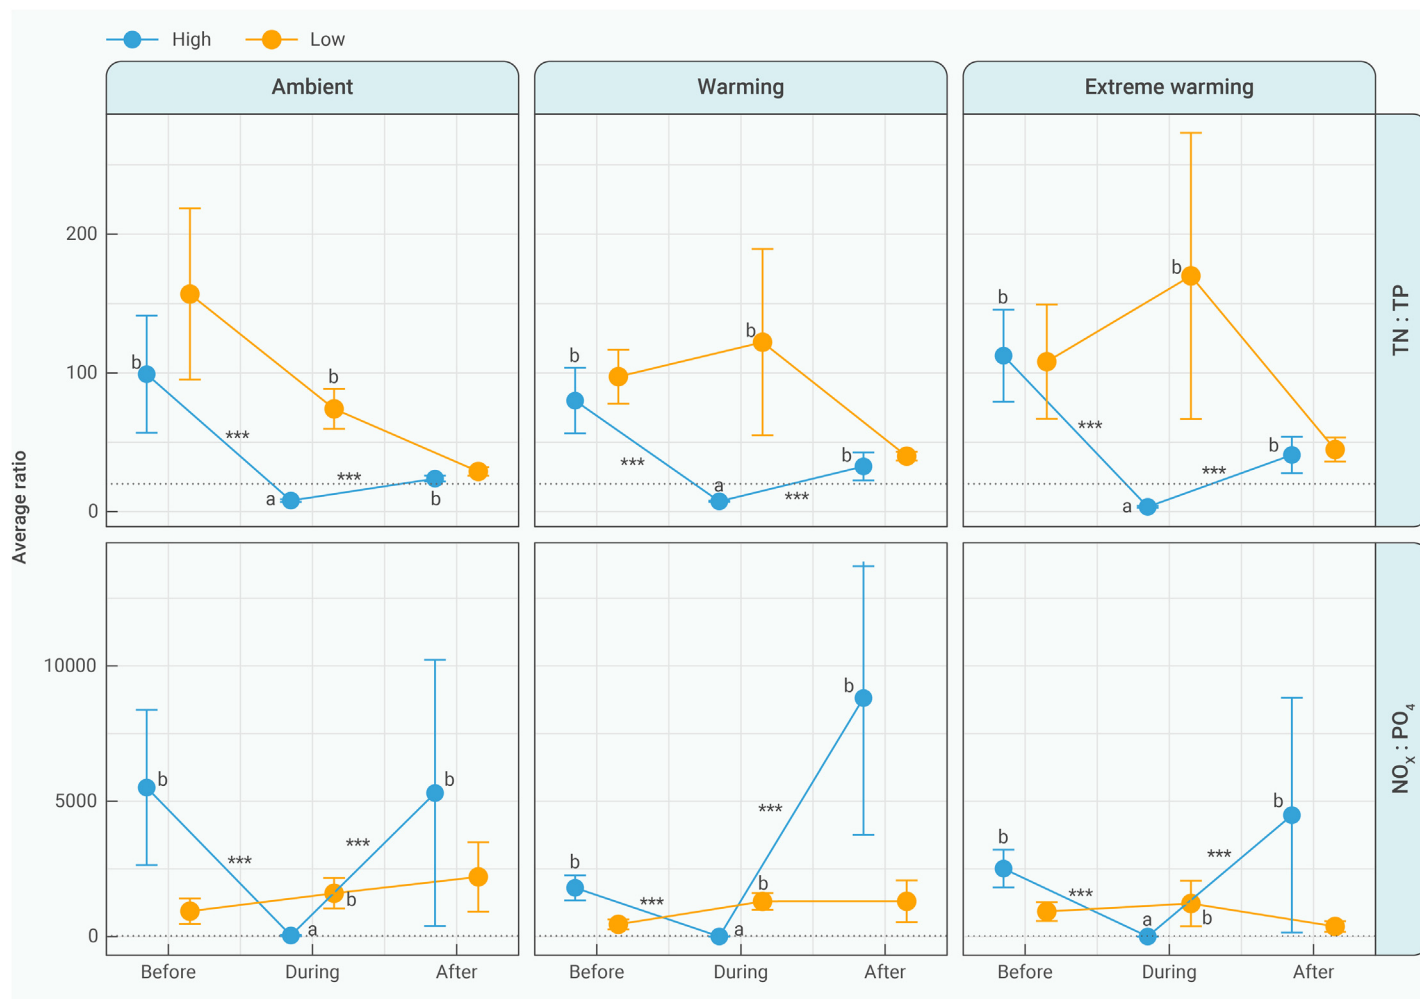 High Low
Ambient Warming Extreme warming
Average ratio
TN : TP
200
100
0
b b *** *** a b
b b *** a b ***
b b *** a *** b
NOx : PO4
10000
5000
0
b *** a *** b b
b *** a b *** b
b *** a b *** b
Before During After Before During After Before During After